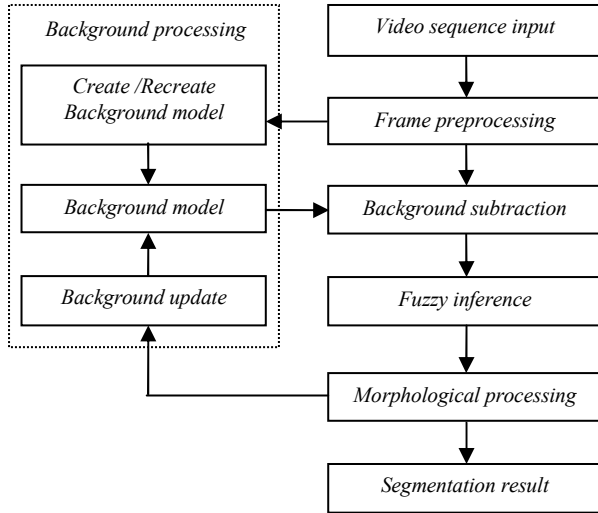 Background processing
Create /Recreate
Background model
Background model
Background update
Video sequence input
Frame preprocessing
Background subtraction
Fuzzy inference
Morphological processing
Segmentation result